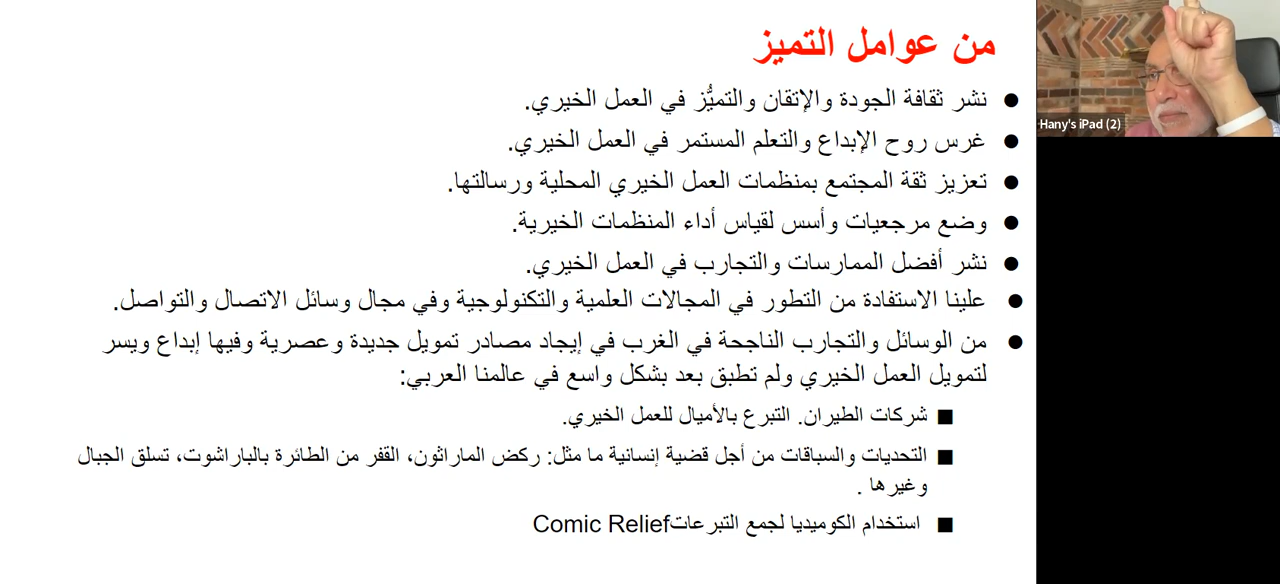 من عوامل التميز
● نشر ثقافة الجودة والإتقان والتميُّز في العمل الخيري.
● غرس روح الإبداع والتعلم المستمر في العمل الخيري.
● تعزيز ثقة المجتمع بمنظمات العمل الخيري المحلية ورسالتها.
● وضع مرجعيات وأسس لقياس أداء المنظمات الخيرية.
● نشر أفضل الممارسات والتجارب في العمل الخيري.
● علينا الاستفادة من التطور في المجالات العلمية والتكنولوجية وفي مجال وسائل الاتصال والتواصل.
● من الوسائل والتجارب الناجحة في الغرب في إيجاد مصادر تمويل جديدة وعصرية وفيها إبداع ويسر
لتمويل العمل الخيري ولم تطبق بعد بشكل واسع في عالمنا العربي:
■ شركات الطيران. التبرع بالأميال للعمل الخيري.
■ التحديات والسباقات من أجل قضية إنسانية ما مثل: ركض الماراثون، القفر من الطائرة بالباراشوت، تسلق الجبال
وغيرها .
■ استخدام الكوميديا لجمع التبرعاتComic Relief
Hany's iPad (2)